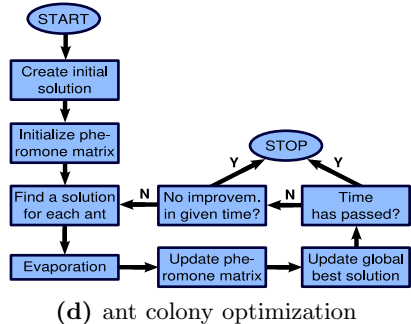 START
Create initial
solution
Initialize phe-
romone matrix
STOP
Y
Y
Find a solution
for each ant
N
No improvem.
in given time?
N
Time
has passed?
Evaporation
Update phe-
romone matrix
Update global
best solution
(d) ant colony optimization